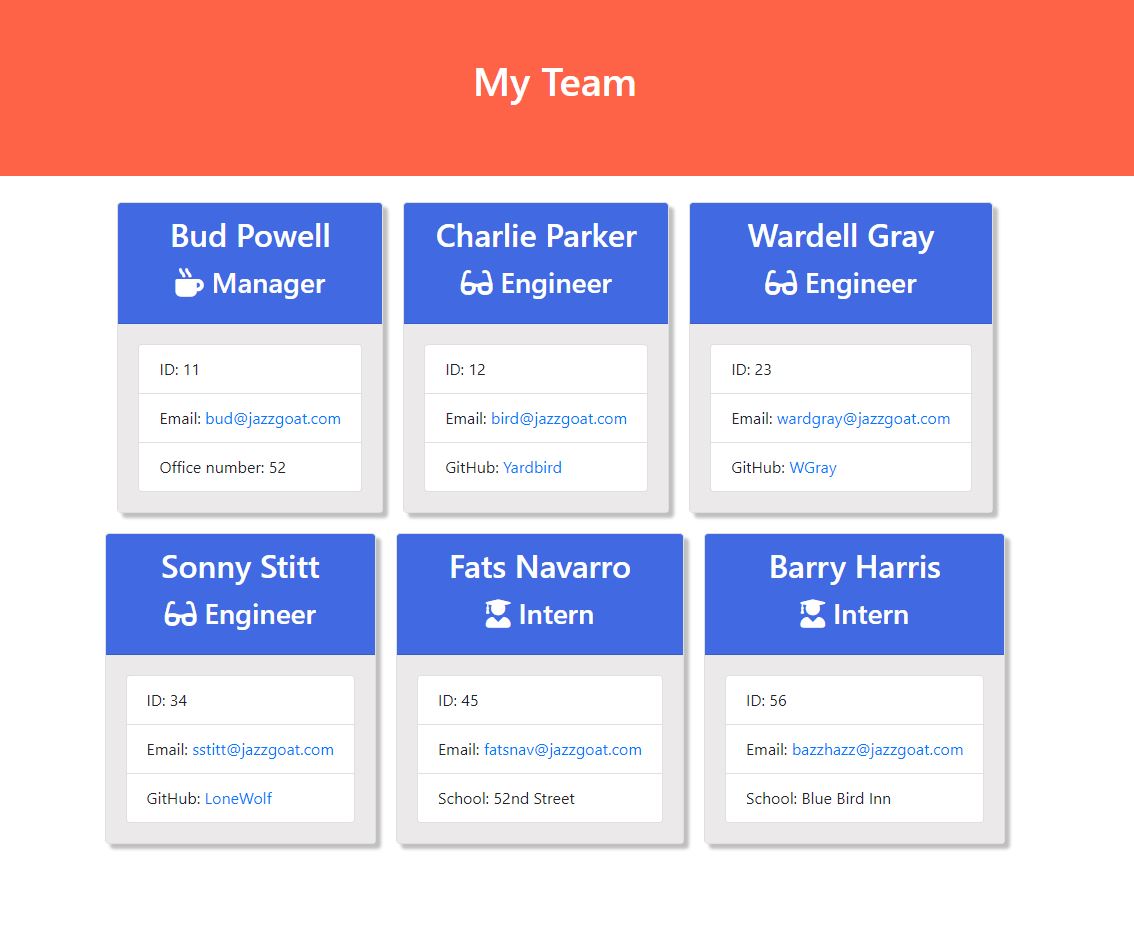 My Team
Bud Powell
Manager
ID: 11
Email: bud@jazzgoat.com
Office number: 52
Charlie Parker
Engineer
ID: 12
Email: bird@jazzgoat.com
GitHub: Yardbird
Wardell Gray
Engineer
ID: 23
Email: wardgray@jazzgoat.com
GitHub: WGray
Sonny Stitt
Engineer
ID: 34
Email: sstitt@jazzgoat.com
GitHub: LoneWolf
Fats Navarro
Intern
ID: 45
Email: fatsnav@jazzgoat.com
School: 52nd Street
Barry Harris
Intern
ID: 56
Email: bazzhazz@jazzgoat.com
School: Blue Bird Inn